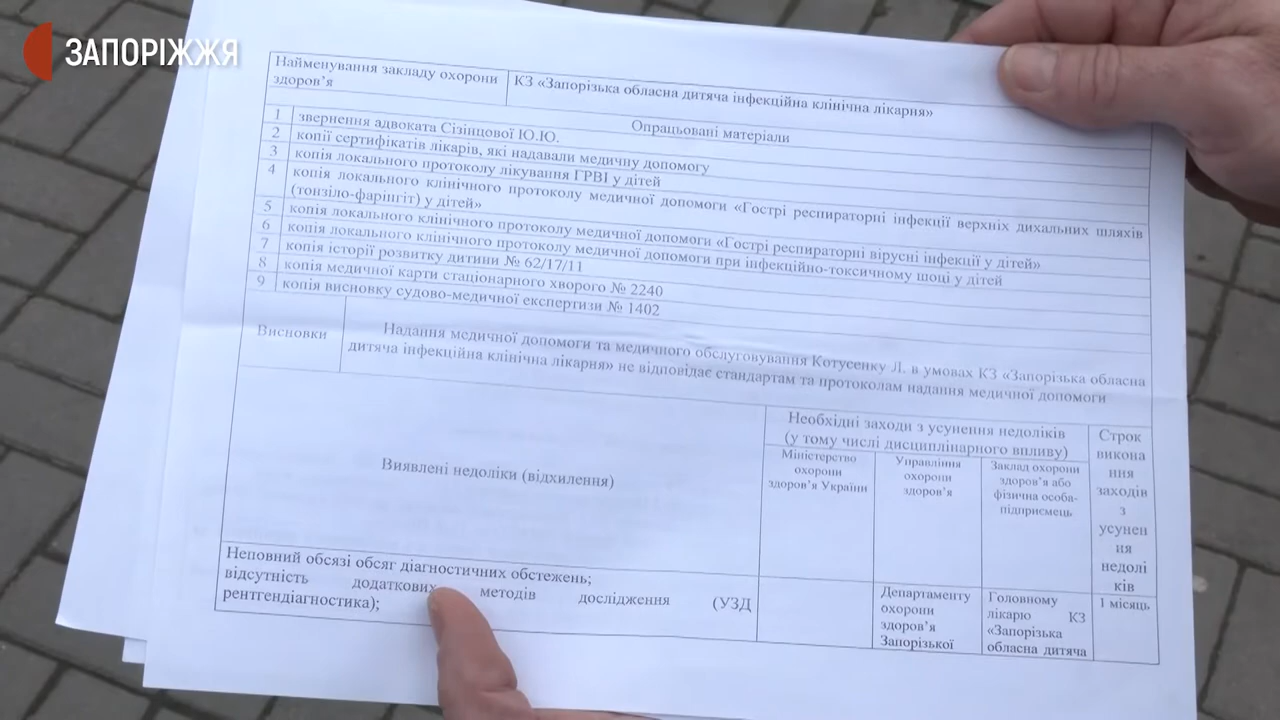 ЗАПОРІЖЖЯ
Найменування закладу охорони
здоров’я
КЗ «Запорізька обласна дитяча інфекційна клінічна лікарня»
Опрацьовані матеріали
1 звернення адвоката Сізінцової Ю.Ю.
2 копії сертифікатів лікарів, які надавали медичну допомогу
3 копія локального протоколу лікування ГРВІ у дітей
4 копія локального клінічного протоколу медичної допомоги «Гострі респираторні інфекції верхніх дихальних шляхів
(тонзіло-фарінгіт) у дітей»
5 копія локального клінічного протоколу медичної допомоги «Гострі респираторні вірусні інфекції у дітей»
6 копія локального клінічного протоколу медичної допомоги при інфекційно-токсичному шоці у дітей
7 копія історії розвитку дитини № 62/17/11
8 копія медичної карти стаціонарного хворого № 2240
9 копія висновку судово-медичної експертизи № 1402
Висновки
Надання медичної допомоги та медичного обслуговування Котусенку Л. в умовах КЗ «Запорізька обласна
дитяча інфекційна клінічна лікарня» не відповідає стандартам та протоколам надання медичної допомоги
Виявлені недоліки (відхилення)
Необхідні заходи з усунення недоліків
(у тому числі дисциплінарного впливу)
Міністерство
охорони
здоров’я України
Управління
охорони
здоров’я
Заклад охорони
здоров’я або
фізична особа-
підприємець
Строк
викона
ння
заходів
з
усунен
ня
недолі
ків
Неповний обсязі обсяг діагностичних обстежень;
відсутність додаткових методів дослідження (УЗД
рентгендіагностика);
Департаменту
охорони
здоров’я
Запорізької
Головному
лікарю КЗ
«Запорізька
обласна дитяча
1 місяць